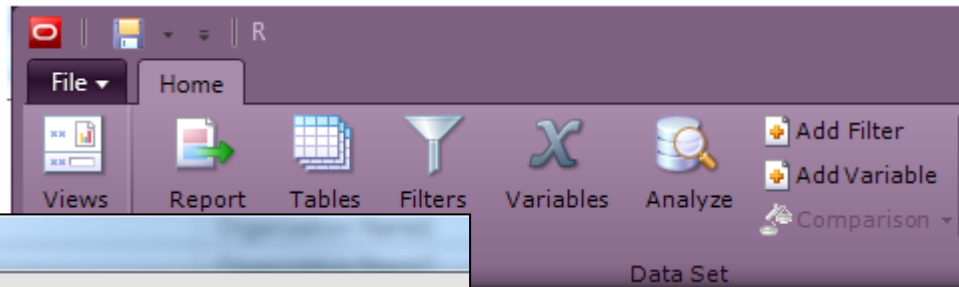 R
File
Home
Views
Report
Tables
Filters
Variables
Analyze
Add Filter
Add Variable
Comparison
Data Set